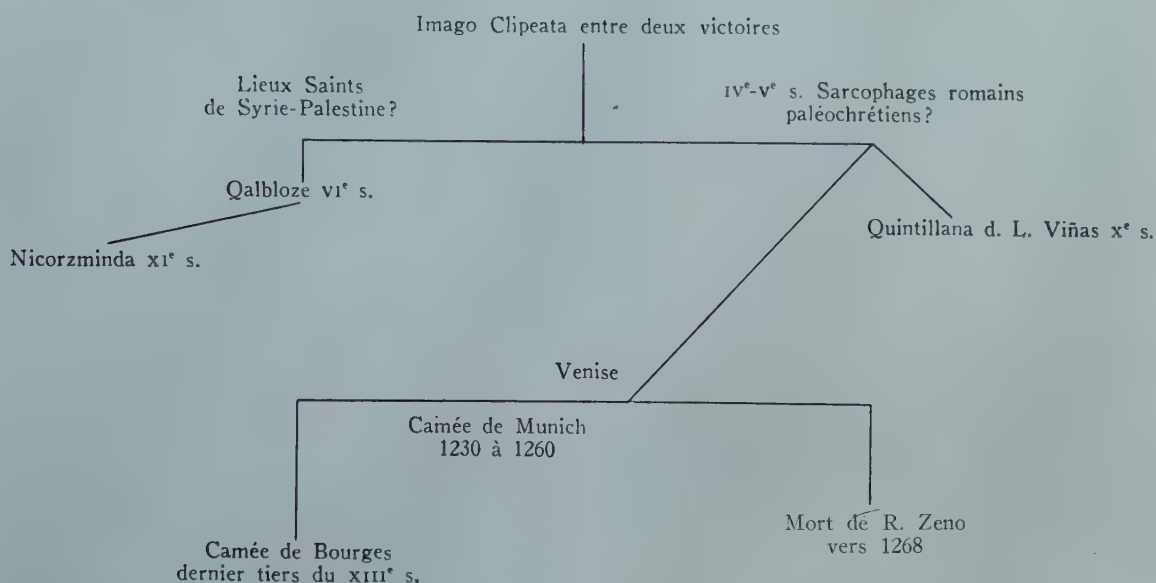 Imago Clipeata entre deux victoires
Lieux Saints
de Syrie-Palestine?
IVᵉ-Vᵉ s. Sarcophages romains
paléochrétiens?
Qalbloze VIᵉ s.
Quintillana d. L. Viñas Xᵉ s.
Nicorzminda XIᵉ s.
Venise
Camée de Munich
1230 à 1260
Mort de R. Zeno
vers 1268
Camée de Bourges
dernier tiers du XIIIᵉ s.